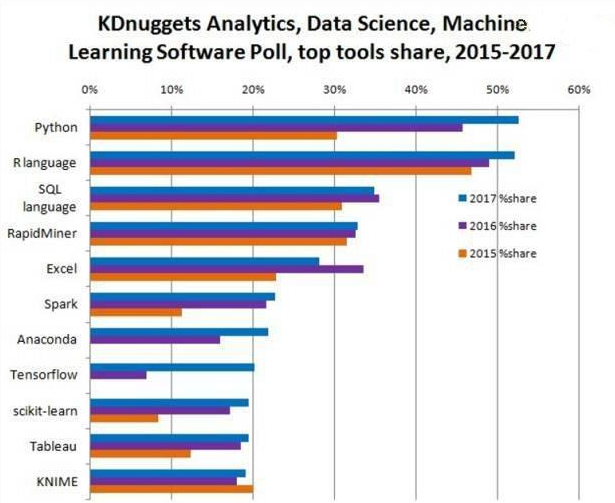 KDnuggets Analytics, Data Science, Machine
Learning Software Poll, top tools share, 2015-2017
0% 10% 20% 30% 40% 50% 60%
Python
R language
SQL
language
RapidMiner
Excel
Spark
Anaconda
Tensorflow
scikit-learn
Tableau
KNIME
2017 %share
2016 %share
2015 %share